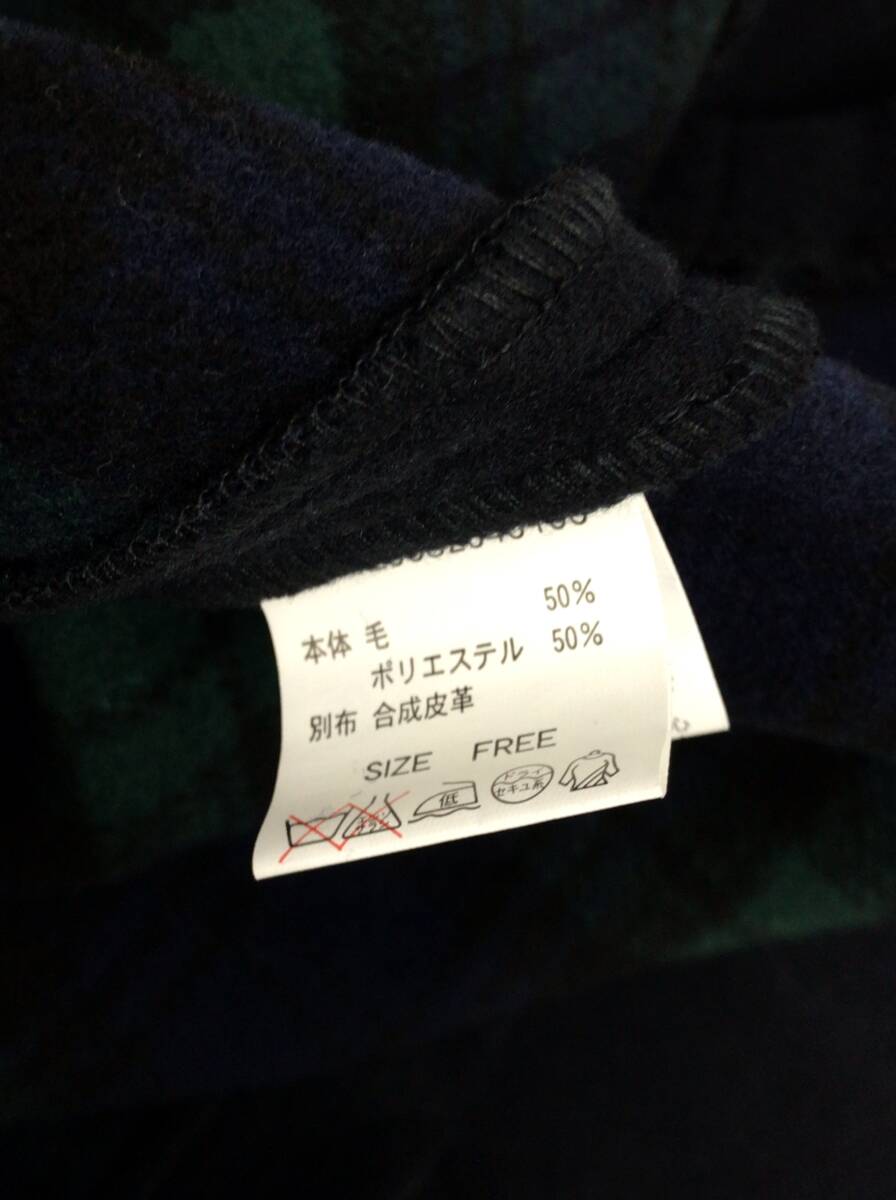 本体 毛 50%
ポリエステル 50%
別布 合成皮革
SIZE FREE
低 ドライ
セキユ系